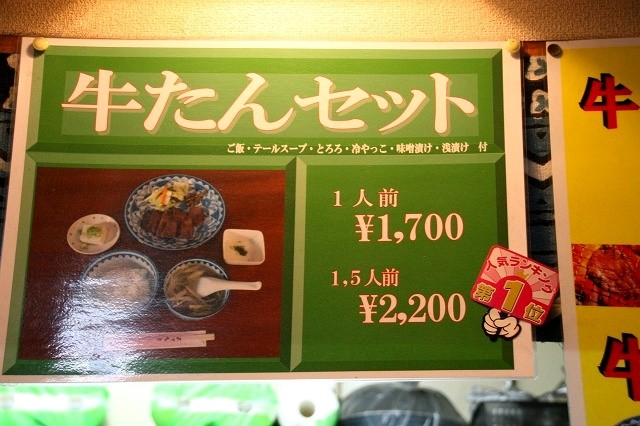 牛たんセット
ご飯・テールスープ・とろろ・冷やっこ・味噌漬け・浅漬け 付
1人前
¥1,700
1,5人前
¥2,200
人気ランキング
第1位
牛
牛